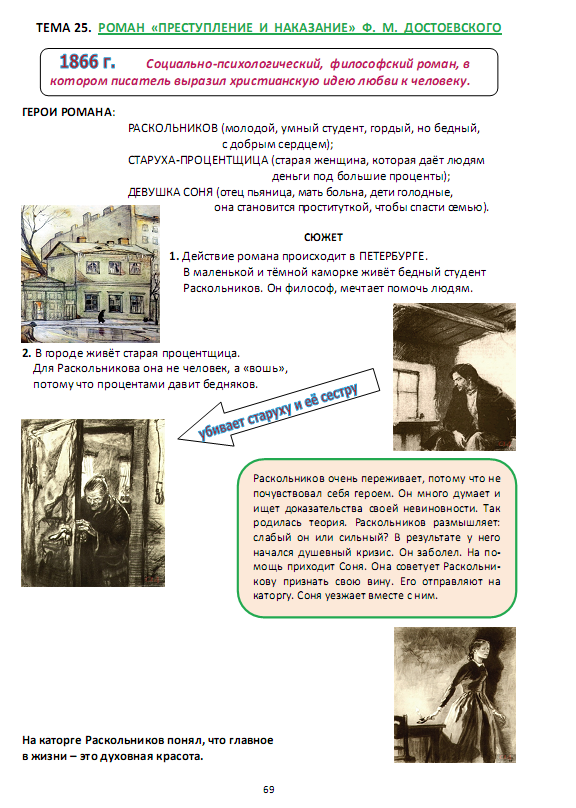 ТЕМА 25. РОМАН «ПРЕСТУПЛЕНИЕ И НАКАЗАНИЕ» Ф. М. ДОСТОЕВСКОГО
1866 г. Социально-психологический, философский роман, в
котором писатель выразил христианскую идею любви к человеку.
ГЕРОИ РОМАНА:
РАСКОЛЬНИКОВ (молодой, умный студент, гордый, но бедный,
с добрым сердцем);
СТАРУХА-ПРОЦЕНТЩИЦА (старая женщина, которая даёт людям
деньги под большие проценты);
ДЕВУШКА СОНЯ (отец пьяница, мать больна, дети голодные,
она становится проституткой, чтобы спасти семью).
СЮЖЕТ
1. Действие романа происходит в ПЕТЕРБУРГЕ.
В маленькой и тёмной каморке живёт бедный студент
Раскольников. Он философ, мечтает помочь людям.
2. В городе живёт старая процентщица.
Для Раскольникова она не человек, а «вошь»,
потому что процентами давит бедняков.
убивает старуху и её сестру
Раскольников очень переживает, потому что не
почувствовал себя героем. Он много думает и
ищет доказательства своей невиновности. Так
родилась теория. Раскольников размышляет:
слабый он или сильный? В результате у него
начался душевный кризис. Он заболел. На по-
мощь приходит Соня. Она советует Раскольни-
кову признать свою вину. Его отправляют на
каторгу. Соня уезжает вместе с ним.
На каторге Раскольников понял, что главное
в жизни – это духовная красота.
69